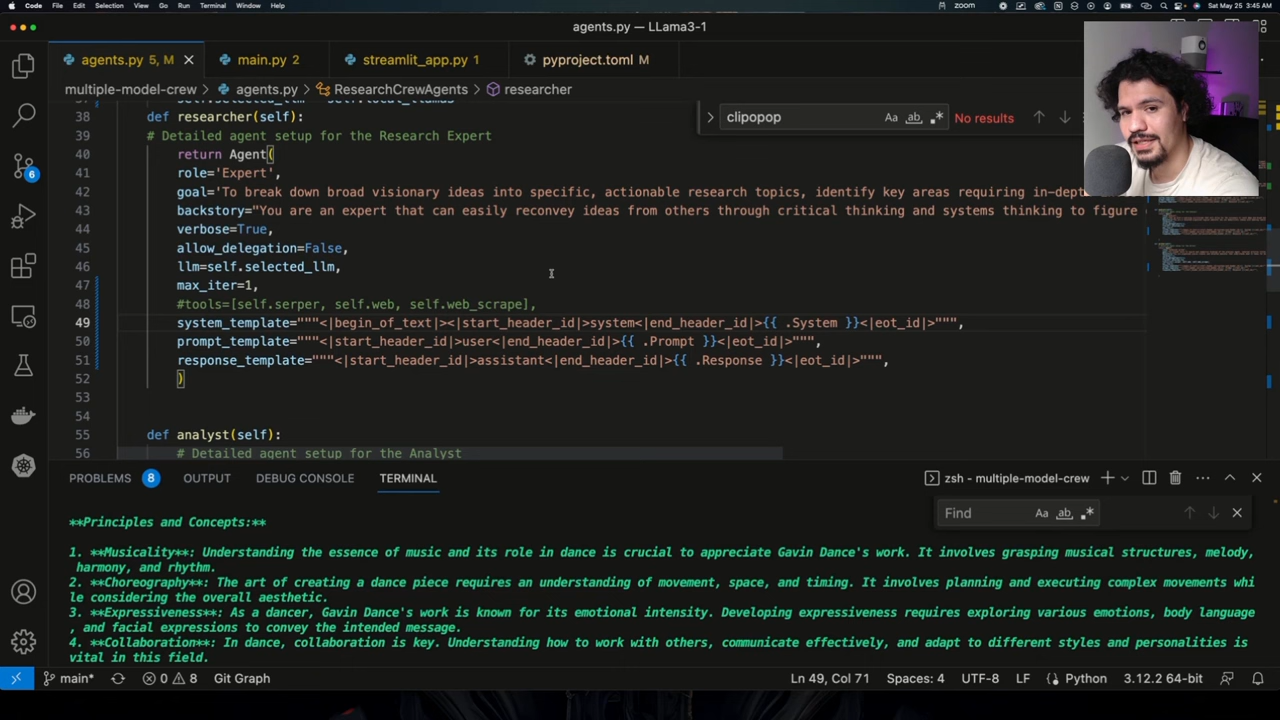 Code File Edit Selection View Go Run Terminal Window Help
zoom
Sat May 25 3:45 AM
agents.py — LLama3-1
agents.py 5, M
main.py 2
streamlit_app.py 1
pyproject.toml M
multiple-model-crew > agents.py > ResearchCrewAgents > researcher
clipopop
Aa ab
No results
38 def researcher(self):
39 # Detailed agent setup for the Research Expert
40 return Agent(
41 role='Expert',
42 goal='To break down broad visionary ideas into specific, actionable research topics, identify key areas requiring in-dept
43 backstory="You are an expert that can easily reconvey ideas from others through critical thinking and systems thinking to figure
44 verbose=True,
45 allow_delegation=False,
46 llm=self.selected_llm,
47 max_iter=1,
48 #tools=[self.serper, self.web, self.web_scrape],
49 system_template="""<|begin_of_text|><|start_header_id|>system<|end_header_id|>{{ .System }}<|eot_id|>""",
50 prompt_template="""<|start_header_id|>user<|end_header_id|>{{ .Prompt }}<|eot_id|>""",
51 response_template="""<|start_header_id|>assistant<|end_header_id|>{{ .Response }}<|eot_id|>""",
52 )
53
54
55 def analyst(self):
56 # Detailed agent setup for the Analyst
6
PROBLEMS 8 OUTPUT DEBUG CONSOLE TERMINAL
zsh - multiple-model-crew
Find
Aa ab
**Principles and Concepts:**
1. **Musicality**: Understanding the essence of music and its role in dance is crucial to appreciate Gavin Dance's work. It involves grasping musical structures, melody,
harmony, and rhythm.
2. **Choreography**: The art of creating a dance piece requires an understanding of movement, space, and timing. It involves planning and executing complex movements whi
le considering the overall aesthetic.
3. **Expressiveness**: As a dancer, Gavin Dance's work is known for its emotional intensity. Developing expressiveness requires exploring various emotions, body language
, and facial expressions to convey the intended message.
4. **Collaboration**: In dance, collaboration is key. Understanding how to work with others, communicate effectively, and adapt to different styles and personalities is
vital in this field.
main* 0 8 Git Graph
Ln 49, Col 71 Spaces: 4 UTF-8 LF Python 3.12.2 64-bit